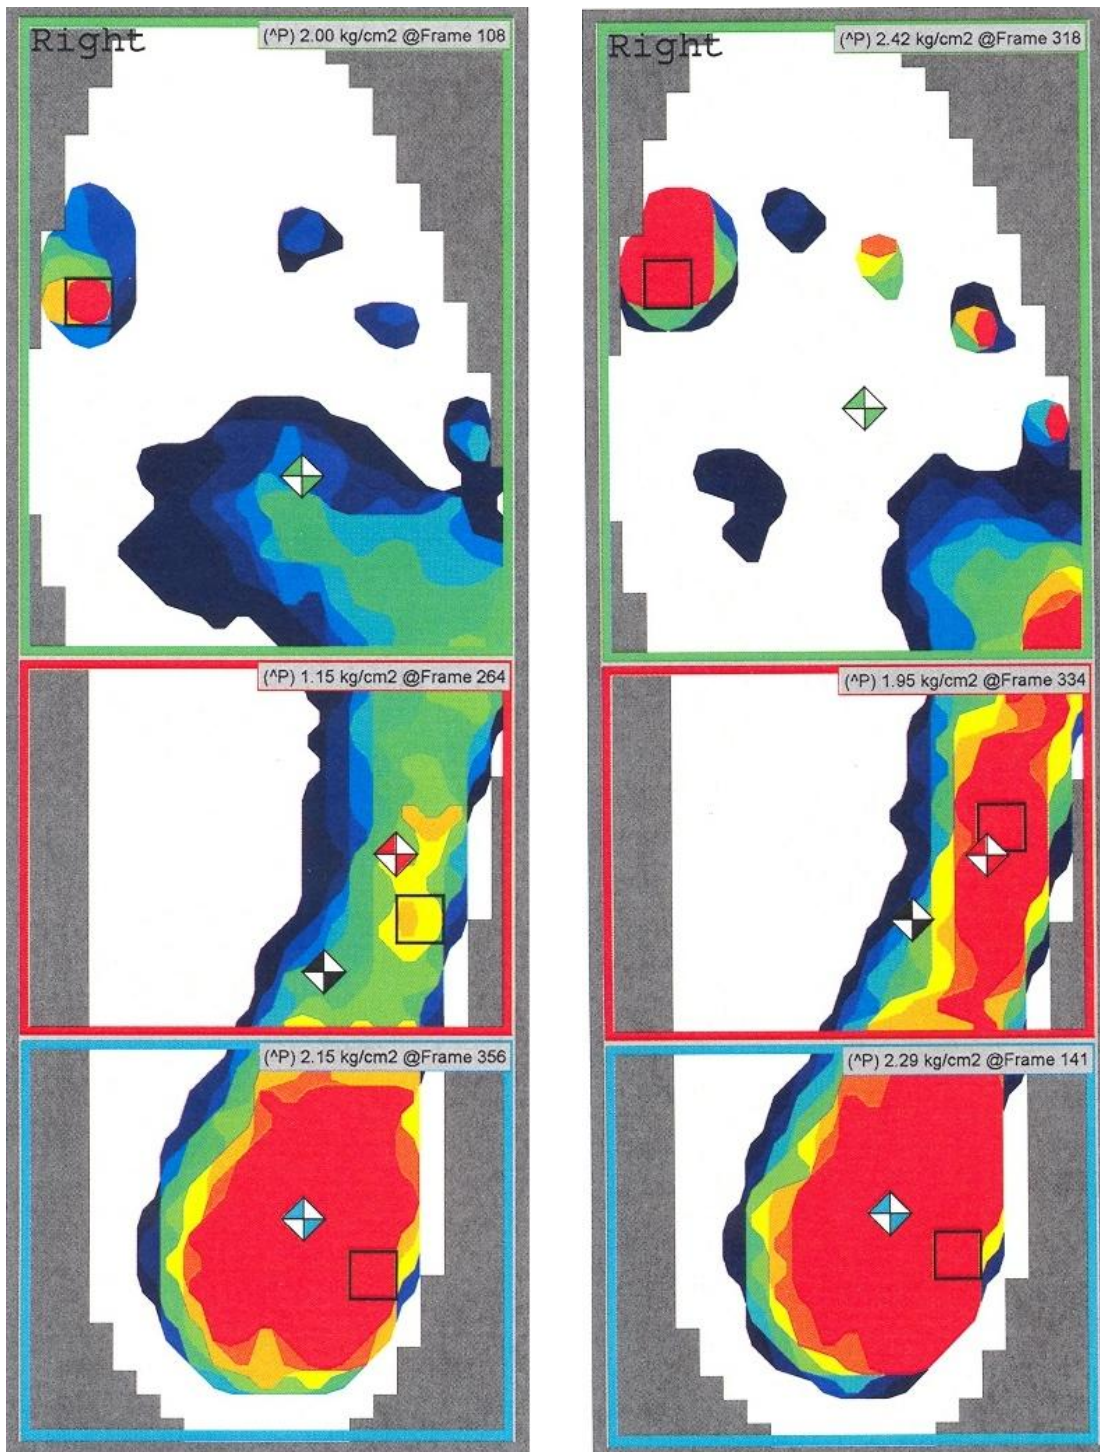 Right
(^P) 2.00 kg/cm2 @Frame 108
(^P) 1.15 kg/cm2 @Frame 264
(^P) 2.15 kg/cm2 @Frame 356
Right
(^P) 2.42 kg/cm2 @Frame 318
(^P) 1.95 kg/cm2 @Frame 334
(^P) 2.29 kg/cm2 @Frame 141